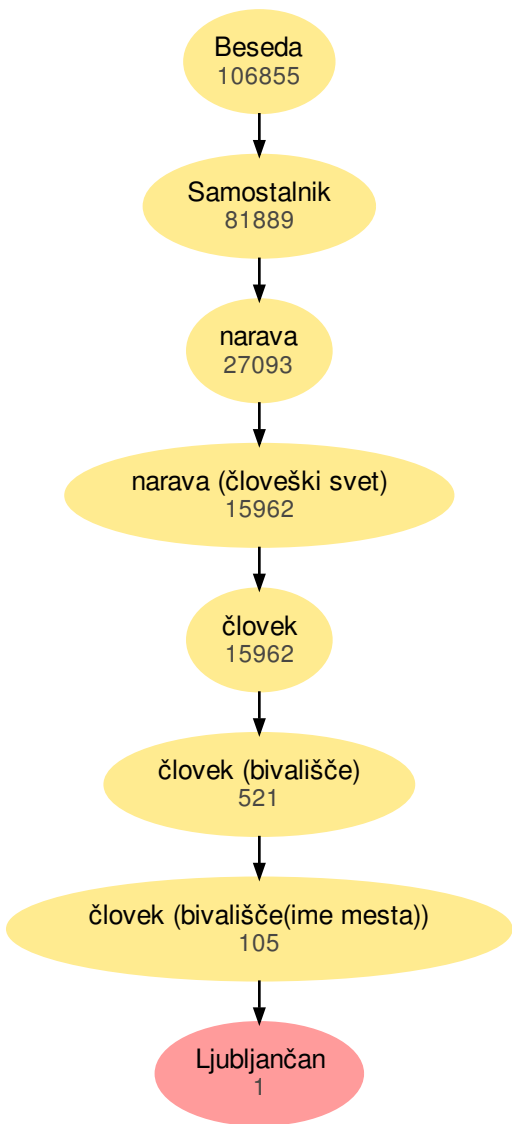 Beseda
106855
Samostalnik
81889
narava
27093
narava (človeški svet)
15962
človek
15962
človek (bivališče)
521
človek (bivališče(ime mesta))
105
Ljubljančan
1